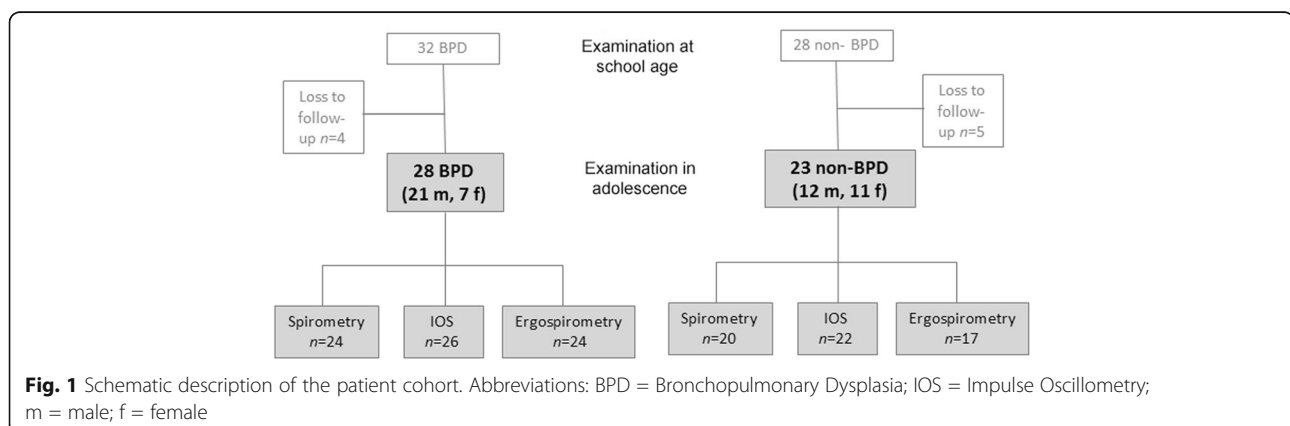 32 BPD
Examination at
school age
28 non- BPD
Loss to
follow-
up n=4
Loss to
follow-
up n=5
28 BPD
(21 m, 7 f)
Examination in
adolescence
23 non-BPD
(12 m, 11 f)
Spirometry
n=24
IOS
n=26
Ergospirometry
n=24
Spirometry
n=20
IOS
n=22
Ergospirometry
n=17
Fig. 1 Schematic description of the patient cohort. Abbreviations: BPD = Bronchopulmonary Dysplasia; IOS = Impulse Oscillometry;
m = male; f = female